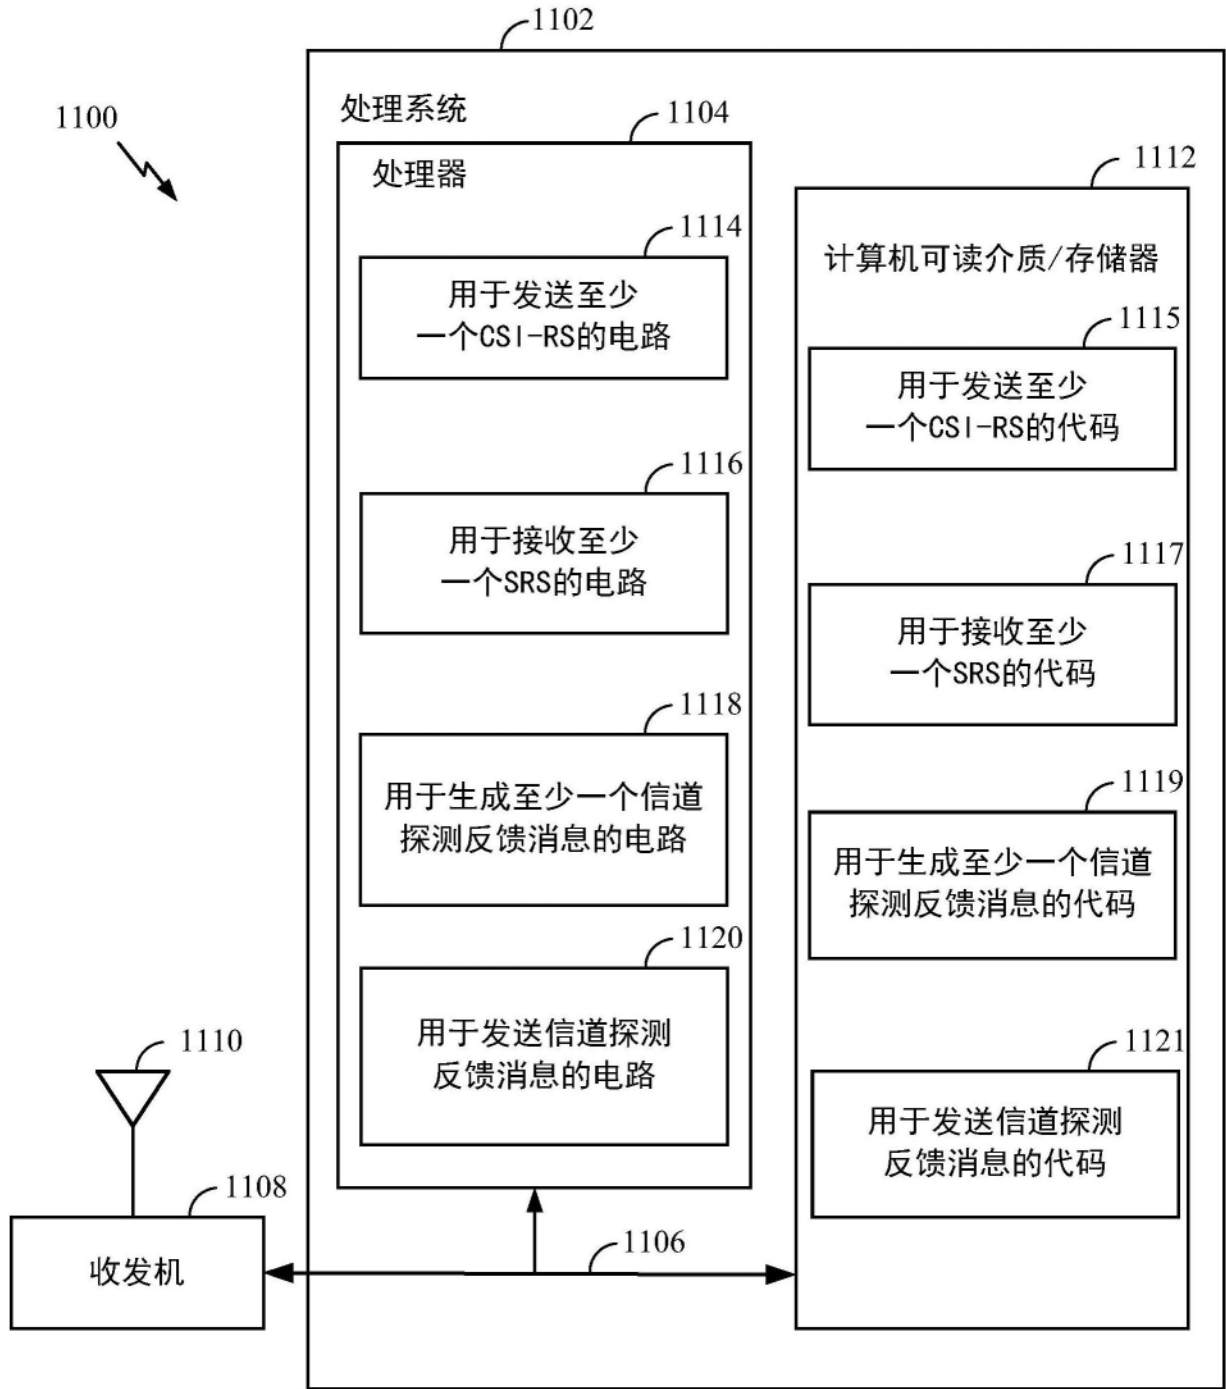 1102
1100
处理系统
1104
处理器
1112
1114
计算机可读介质/存储器
用于发送至少
一个CSI-RS的电路
1115
用于发送至少
一个CSI-RS的代码
1116
用于接收至少
一个SRS的电路
1117
用于接收至少
一个SRS的代码
1118
用于生成至少一个信道
探测反馈消息的电路
1119
用于生成至少一个信道
探测反馈消息的代码
1120
用于发送信道探测
反馈消息的电路
1110
1121
用于发送信道探测
反馈消息的代码
1108
收发机
1106